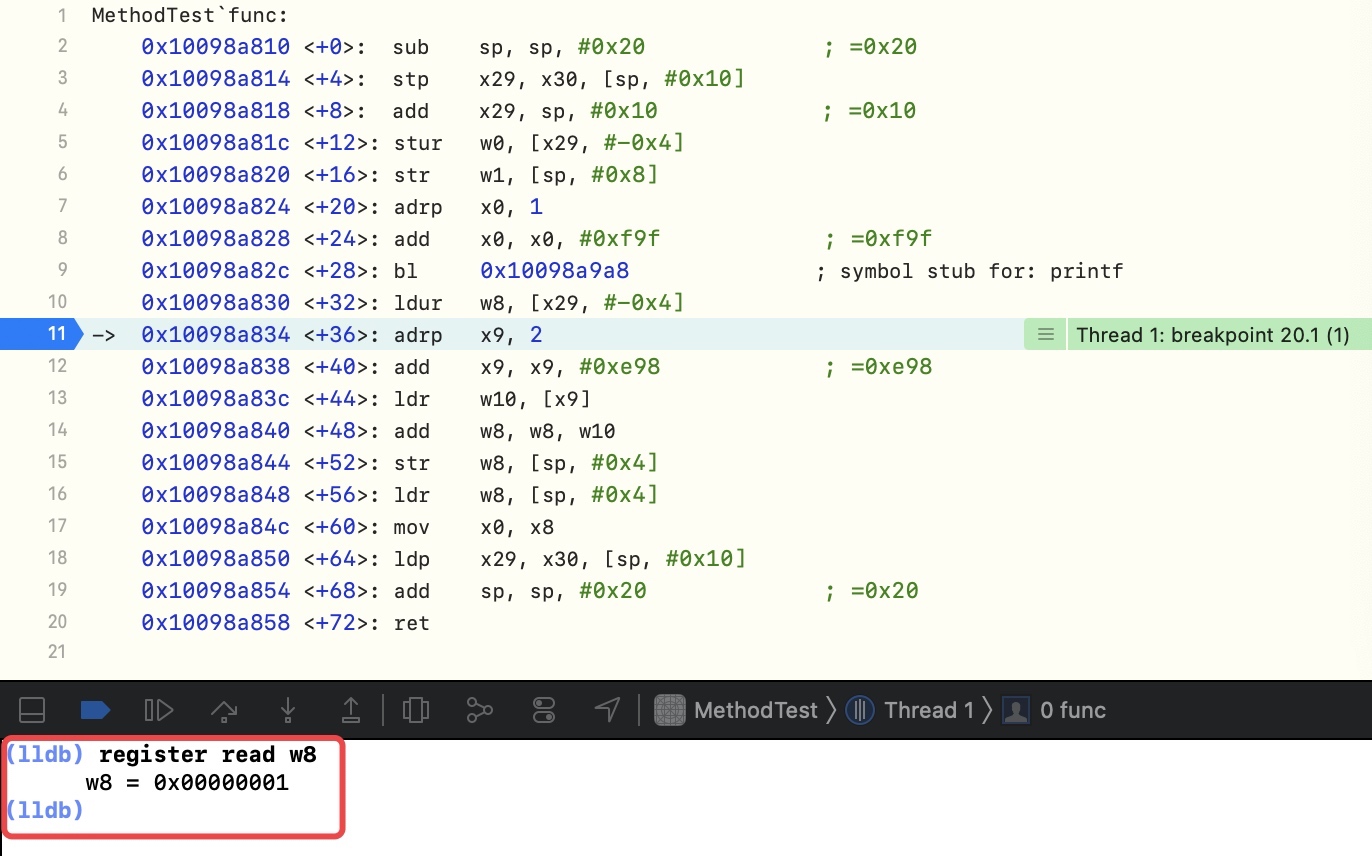 1 MethodTest`func:
2 0x10098a810 <+0>: sub sp, sp, #0x20 ; =0x20
3 0x10098a814 <+4>: stp x29, x30, [sp, #0x10]
4 0x10098a818 <+8>: add x29, sp, #0x10 ; =0x10
5 0x10098a81c <+12>: stur w0, [x29, #-0x4]
6 0x10098a820 <+16>: str w1, [sp, #0x8]
7 0x10098a824 <+20>: adrp x0, 1
8 0x10098a828 <+24>: add x0, x0, #0xf9f ; =0xf9f
9 0x10098a82c <+28>: bl 0x10098a9a8 ; symbol stub for: printf
10 0x10098a830 <+32>: ldur w8, [x29, #-0x4]
11 -> 0x10098a834 <+36>: adrp x9, 2 Thread 1: breakpoint 20.1 (1)
12 0x10098a838 <+40>: add x9, x9, #0xe98 ; =0xe98
13 0x10098a83c <+44>: ldr w10, [x9]
14 0x10098a840 <+48>: add w8, w8, w10
15 0x10098a844 <+52>: str w8, [sp, #0x4]
16 0x10098a848 <+56>: ldr w8, [sp, #0x4]
17 0x10098a84c <+60>: mov x0, x8
18 0x10098a850 <+64>: ldp x29, x30, [sp, #0x10]
19 0x10098a854 <+68>: add sp, sp, #0x20 ; =0x20
20 0x10098a858 <+72>: ret
21
MethodTest Thread 1 0 func
(lldb) register read w8
w8 = 0x00000001
(lldb)